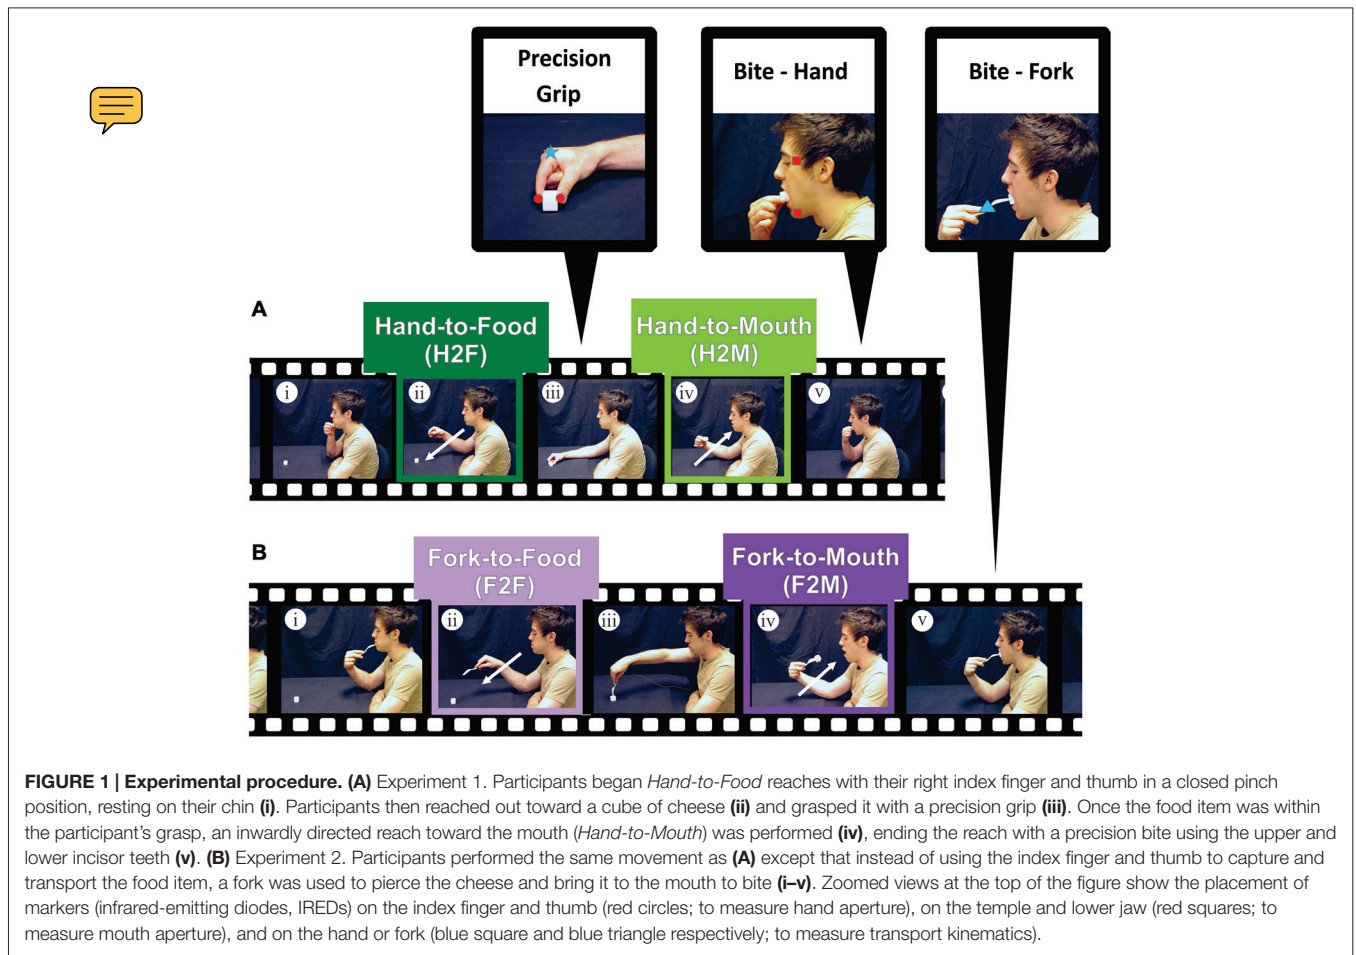 Precision
Grip
Bite - Hand
Bite - Fork
A
Hand-to-Food
(H2F)
Hand-to-Mouth
(H2M)
i
ii
iii
iv
v
B
Fork-to-Food
(F2F)
Fork-to-Mouth
(F2M)
i
ii
iii
iv
v
FIGURE 1 | Experimental procedure. (A) Experiment 1. Participants began Hand-to-Food reaches with their right index finger and thumb in a closed pinch
position, resting on their chin (i). Participants then reached out toward a cube of cheese (ii) and grasped it with a precision grip (iii). Once the food item was within
the participant's grasp, an inwardly directed reach toward the mouth (Hand-to-Mouth) was performed (iv), ending the reach with a precision bite using the upper and
lower incisor teeth (v). (B) Experiment 2. Participants performed the same movement as (A) except that instead of using the index finger and thumb to capture and
transport the food item, a fork was used to pierce the cheese and bring it to the mouth to bite (i–v). Zoomed views at the top of the figure show the placement of
markers (infrared-emitting diodes, IREDs) on the index finger and thumb (red circles; to measure hand aperture), on the temple and lower jaw (red squares; to
measure mouth aperture), and on the hand or fork (blue square and blue triangle respectively; to measure transport kinematics).